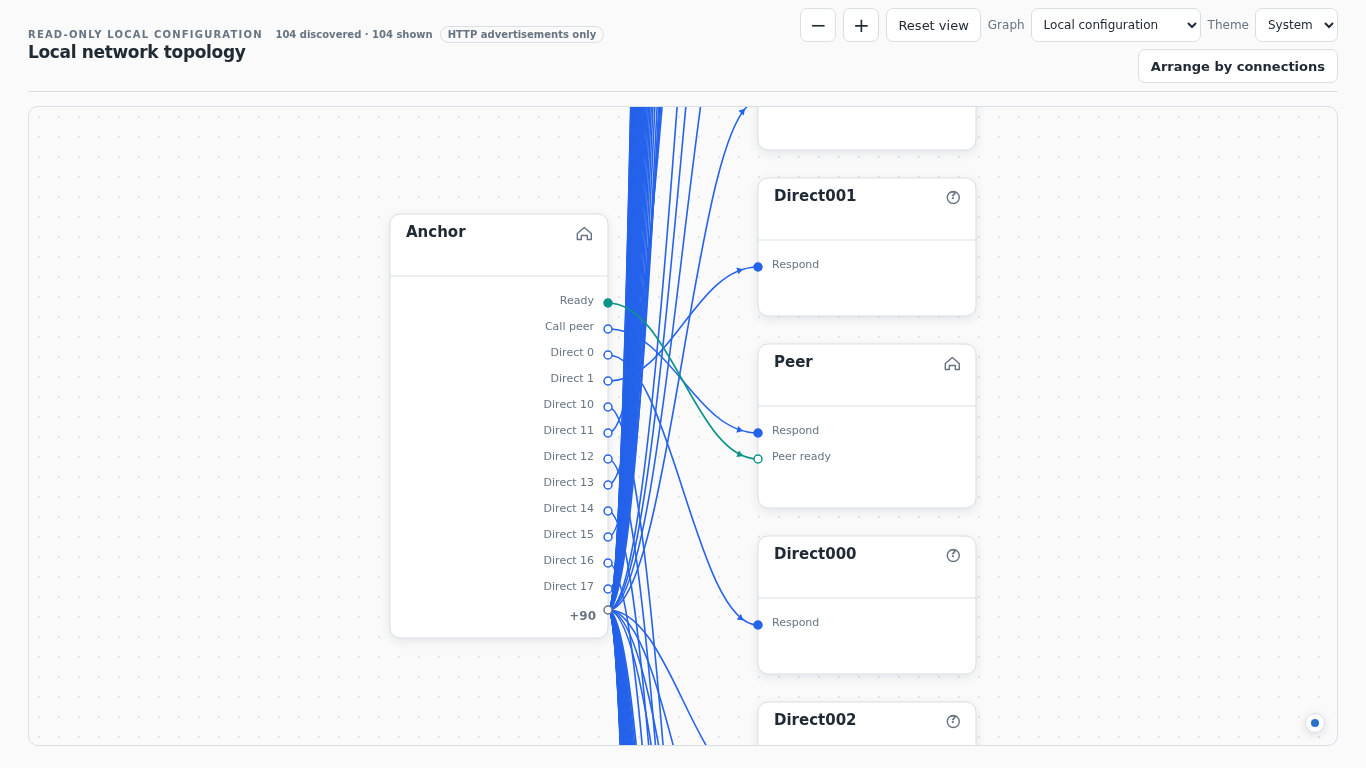 READ-ONLY LOCAL CONFIGURATION 104 discovered · 104 shown HTTP advertisements only
Local network topology
− + Reset view Graph Local configuration Theme System
Arrange by connections
Direct001
?
Respond
Anchor
Ready
Call peer
Direct 0
Direct 1
Direct 10
Direct 11
Direct 12
Direct 13
Direct 14
Direct 15
Direct 16
Direct 17
+90
Peer
Respond
Peer ready
Direct000
?
Respond
Direct002
?